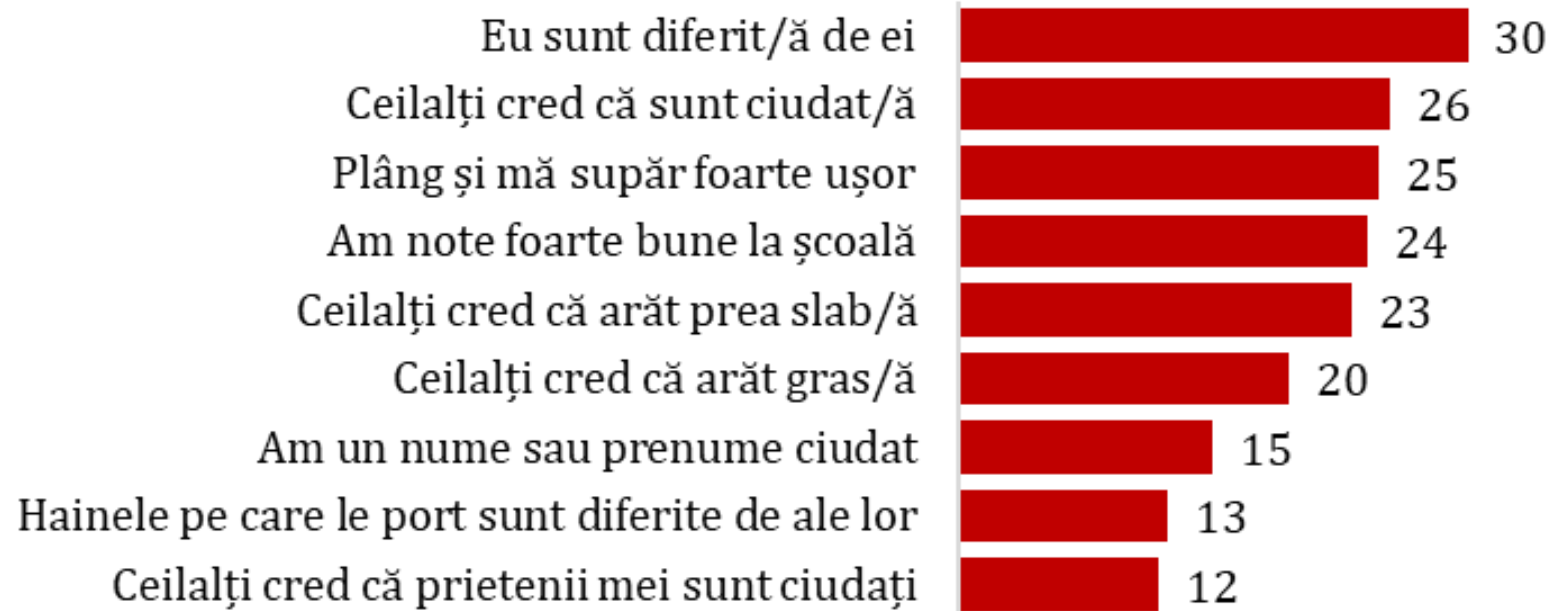 Eu sunt diferit/ă de ei 30
Ceilalți cred că sunt ciudat/ă 26
Plâng și mă supăr foarte ușor 25
Am note foarte bune la școală 24
Ceilalți cred că arăt prea slab/ă 23
Ceilalți cred că arăt gras/ă 20
Am un nume sau prenume ciudat 15
Hainele pe care le port sunt diferite de ale lor 13
Ceilalți cred că prietenii mei sunt ciudați 12